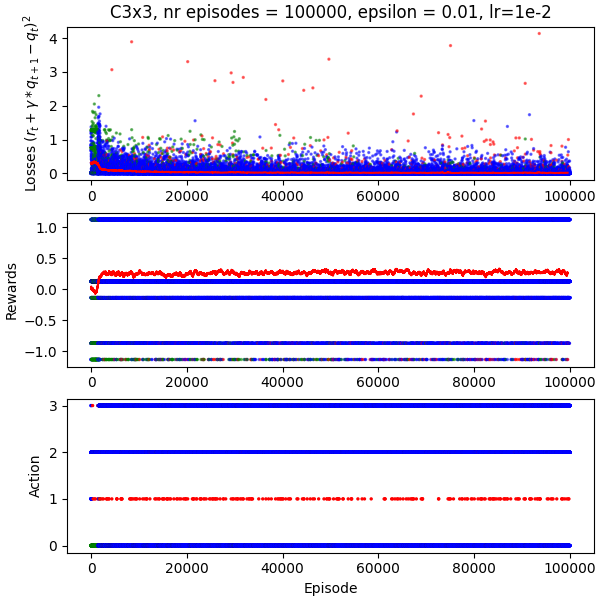 C3x3, nr episodes = 100000, epsilon = 0.01, lr=1e-2
Losses $(r_t + \gamma * q_{t+1} - q_t)^2$
4
3
2
1
0
0 20000 40000 60000 80000 100000
Rewards
1.0
0.5
0.0
−0.5
−1.0
0 20000 40000 60000 80000 100000
Action
3
2
1
0
0 20000 40000 60000 80000 100000
Episode